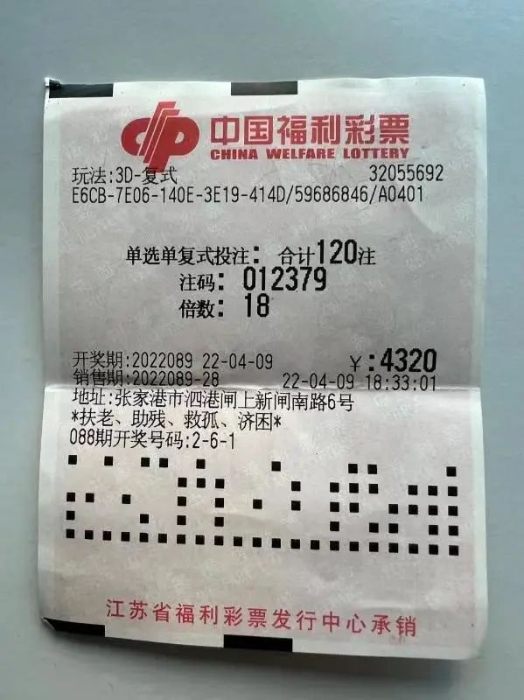 中国福利彩票
CHINA WELFARE LOTTERY
玩法:3D-复式 32055692
E6CB-7E06-140E-3E19-414D/59686846/A0401
单选单复式投注: 合计120注
注码: 012379
倍数: 18
开奖期:2022089 22-04-09 ¥:4320
销售期:2022089-28 22-04-09 18:33:01
地址:张家港市泗港闸上新闸南路6号
*扶老、助残、救孤、济困*
088期开奖号码:2-6-1
江苏省福利彩票发行中心承销